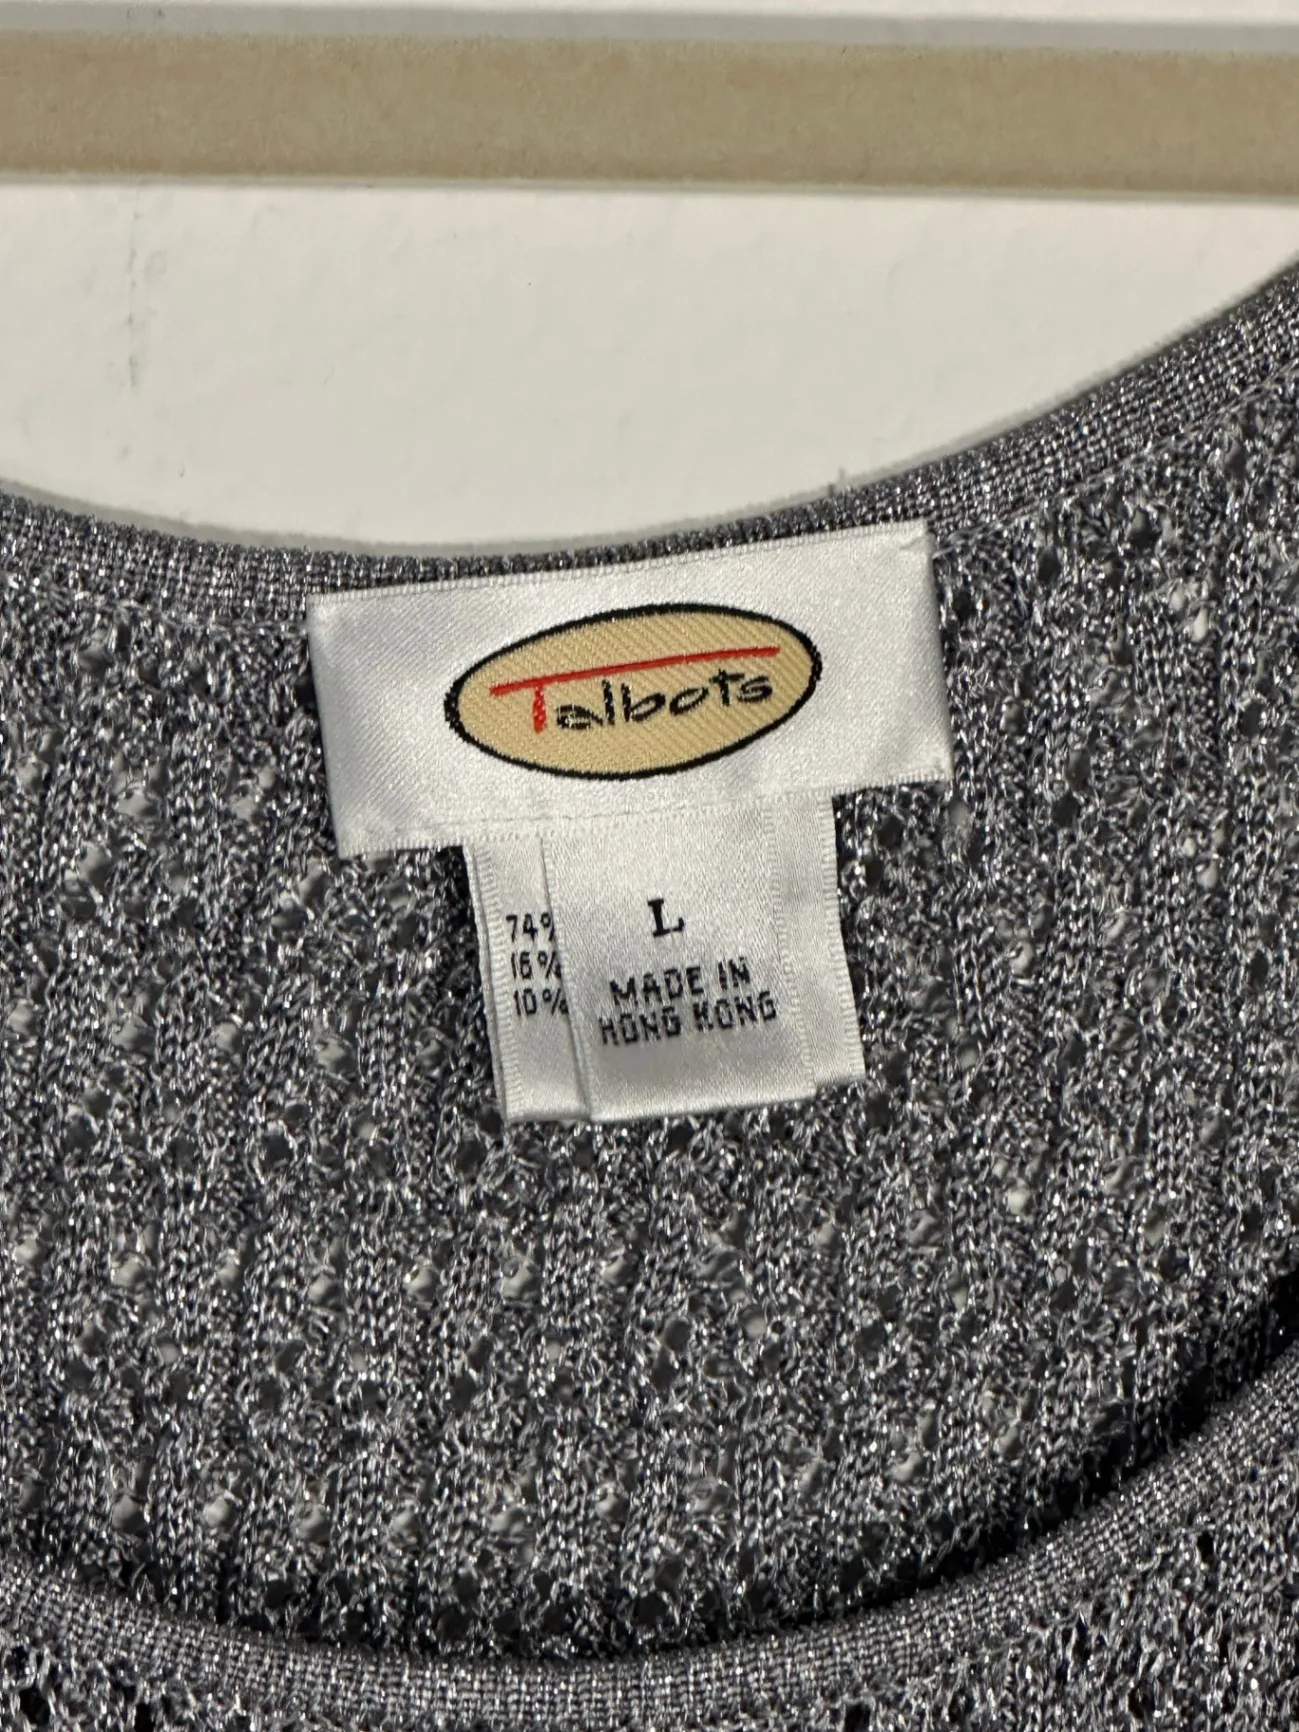 Talbots
L
MADE IN
HONG KONG
74%
16%
10%